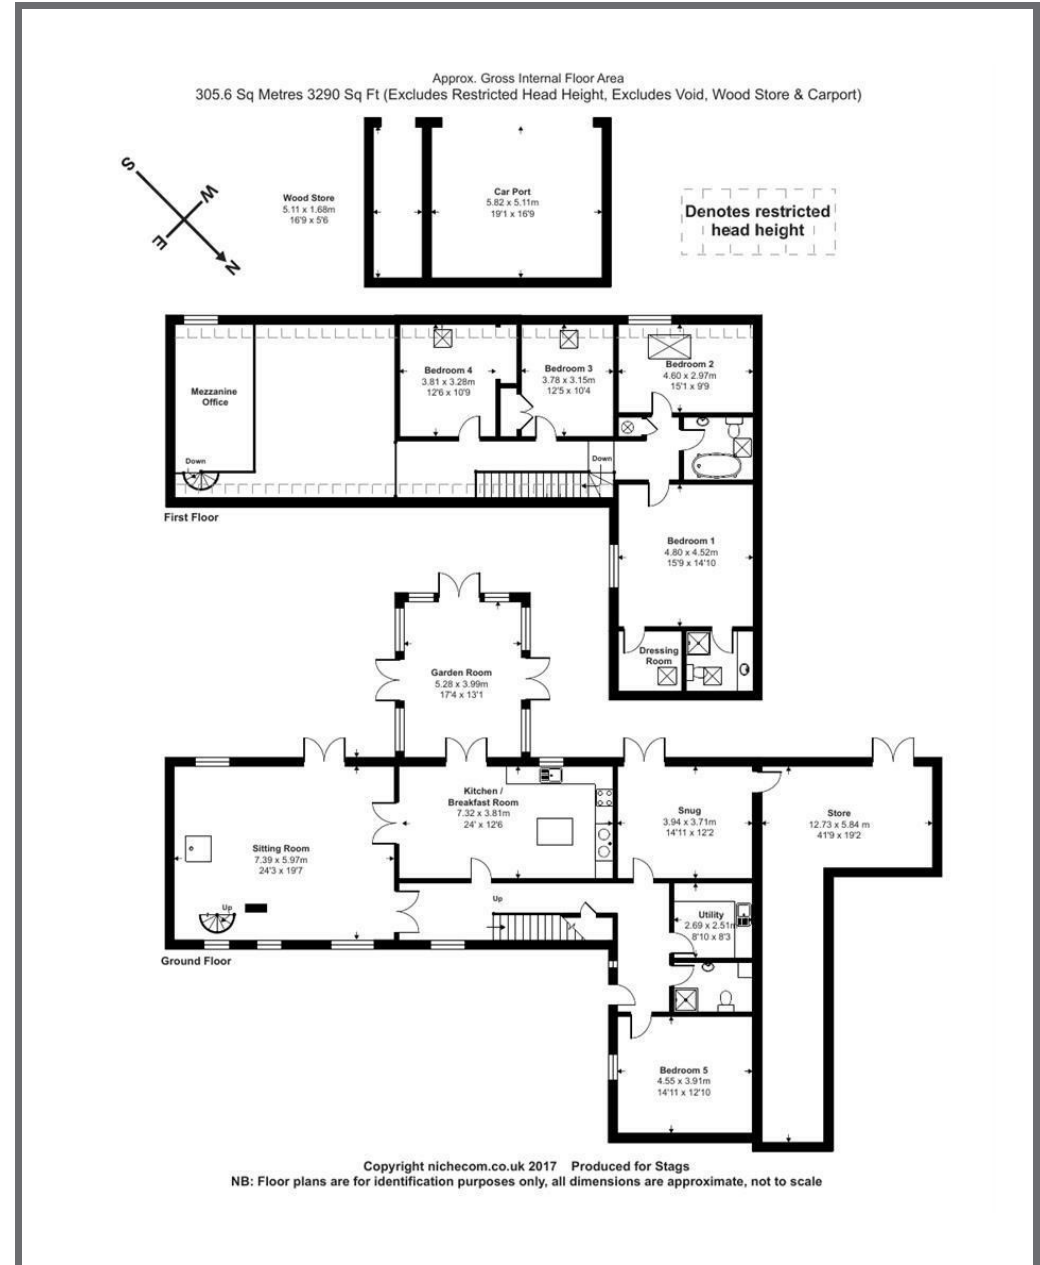 Approx. Gross Internal Floor Area
305.6 Sq Metres 3290 Sq Ft (Excludes Restricted Head Height, Excludes Void, Wood Store & Carport)
S
W
E
N
Wood Store
5.11 x 1.68m
16'9 x 5'6
Car Port
5.82 x 5.11m
19'1 x 16'9
Denotes restricted
head height
Mezzanine
Office
Down
Bedroom 4
3.81 x 3.28m
12'6 x 10'9
Bedroom 3
3.78 x 3.15m
12'5 x 10'4
Bedroom 2
4.60 x 2.97m
15'1 x 9'9
Down
First Floor
Bedroom 1
4.80 x 4.52m
15'9 x 14'10
Dressing
Room
Garden Room
5.28 x 3.99m
17'4 x 13'1
Kitchen /
Breakfast Room
7.32 x 3.81m
24' x 12'6
Snug
3.94 x 3.71m
14'11 x 12'2
Store
12.73 x 5.84 m
41'9 x 19'2
Sitting Room
7.39 x 5.97m
24'3 x 19'7
Up
Up
Utility
2.69 x 2.51m
8'10 x 8'3
Ground Floor
Bedroom 5
4.55 x 3.91m
14'11 x 12'10
Copyright nichecom.co.uk 2017 Produced for Stags
NB: Floor plans are for identification purposes only, all dimensions are approximate, not to scale